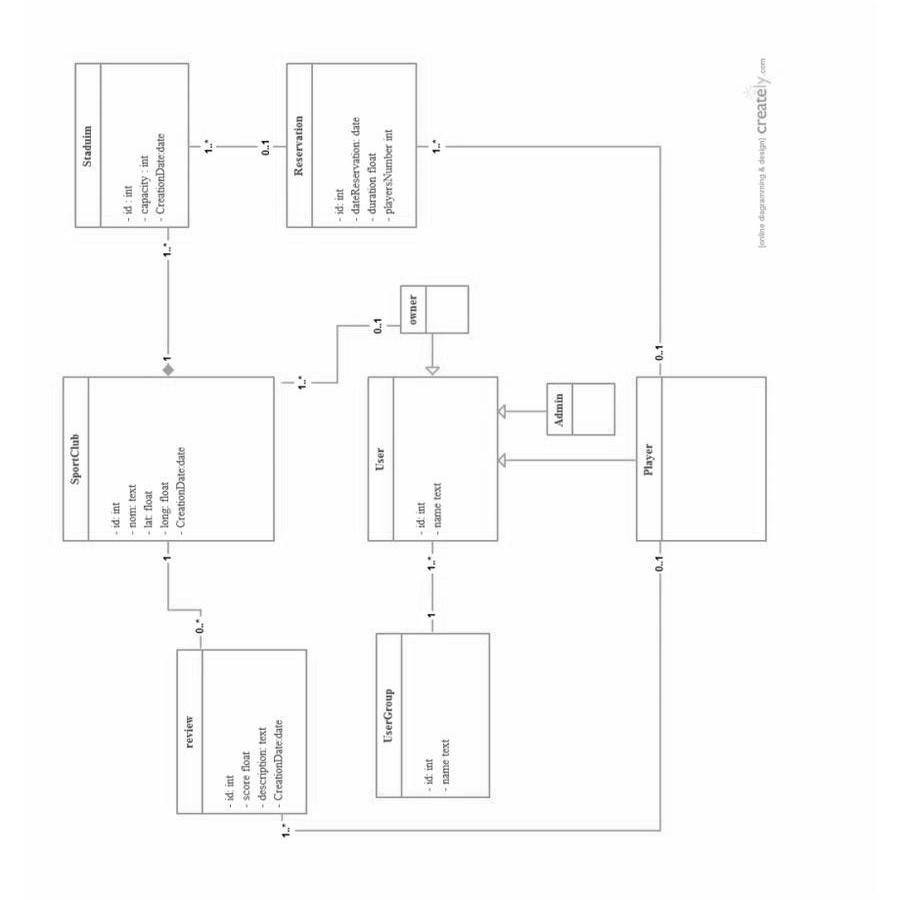 review
- id: int
- score float
- description: text
- CreationDate:date
1..*
0..*
1
SportClub
- id: int
- nom: text
- lat: float
- long: float
- CreationDate:date
1
1..*
Staduim
- id : int
- capacity : int
- CreationDate:date
1..*
0..1
Reservation
- id: int
- dateReservation: date
- duration float
- playersNumber int
1..*
1..*
0..1
owner
UserGroup
- id: int
- name text
1
1..*
User
- id: int
- name text
Admin
0..1
Player
0..1
[online diagramming & design] creately.com